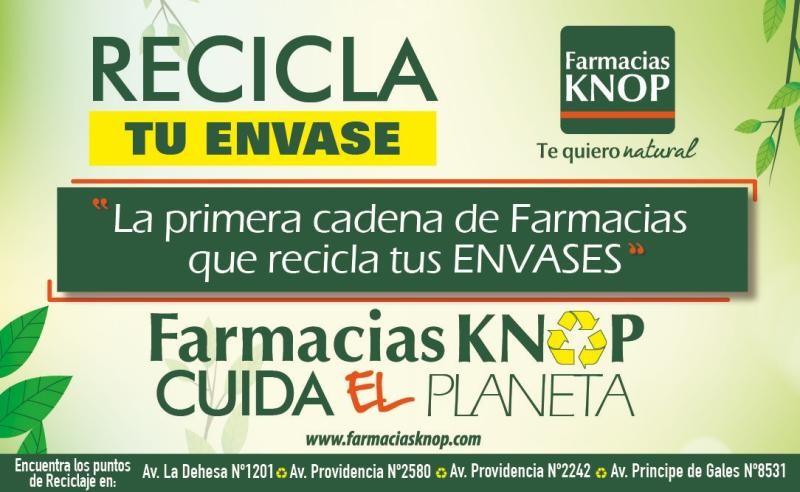 RECICLA
TU ENVASE
Farmacias
KNOP
Te quiero natural
“La primera cadena de Farmacias
que recicla tus ENVASES”
Farmacias KNOP
CUIDA EL PLANETA
www.farmaciasknop.com
Encuentra los puntos
de Reciclaje en:
Av. La Dehesa N°1201 Av. Providencia N°2580 Av. Providencia N°2242 Av. Principe de Gales N°8531